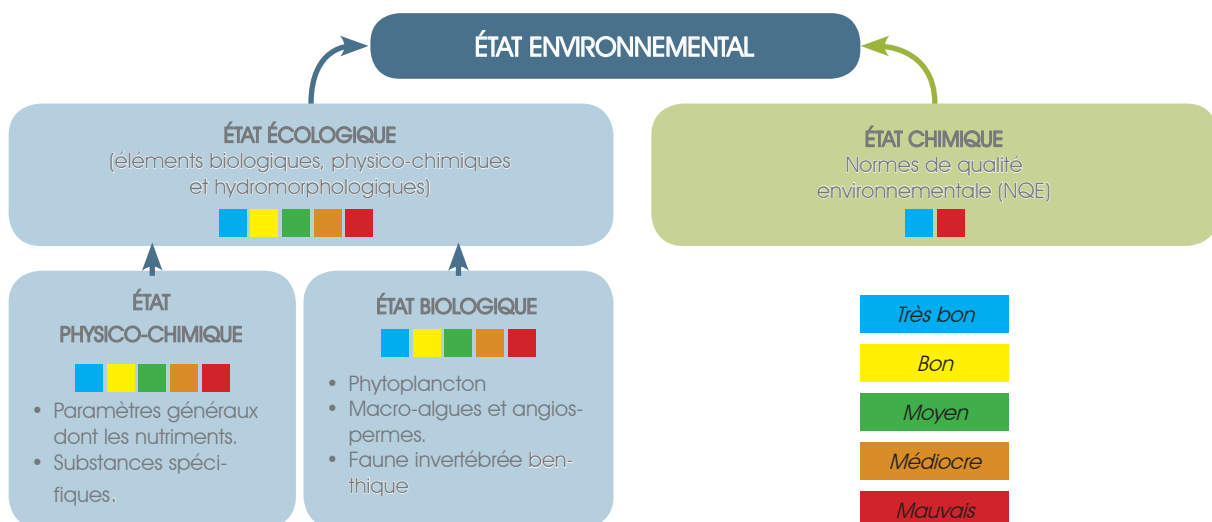 ÉTAT ENVIRONNEMENTAL
ÉTAT ÉCOLOGIQUE
(éléments biologiques, physico-chimiques
et hydromorphologiques)
ÉTAT CHIMIQUE
Normes de qualité
environnementale (NQE)
ÉTAT
PHYSICO-CHIMIQUE
• Paramètres généraux
dont les nutriments.
• Substances spéci-
fiques.
ÉTAT BIOLOGIQUE
• Phytoplancton
• Macro-algues et angios-
permes.
• Faune invertébrée ben-
thique
Très bon
Bon
Moyen
Médiocre
Mauvais